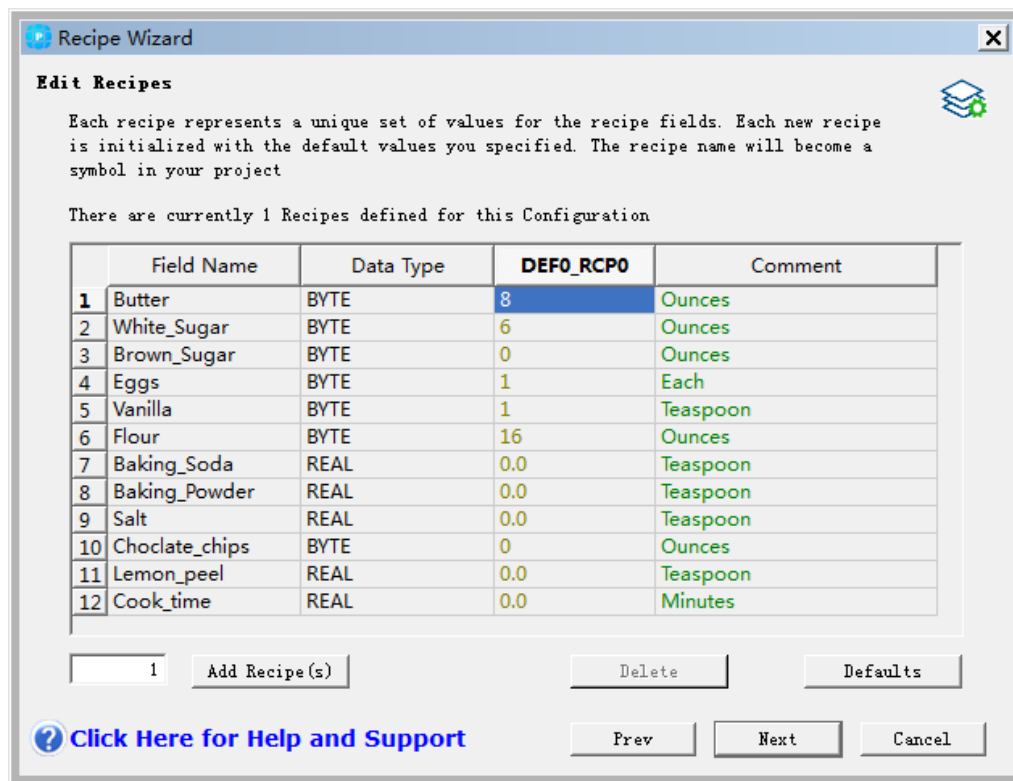 Recipe Wizard
Edit Recipes
Each recipe represents a unique set of values for the recipe fields. Each new recipe
is initialized with the default values you specified. The recipe name will become a
symbol in your project
There are currently 1 Recipes defined for this Configuration
Field Name Data Type DEF0_RCP0 Comment
1 Butter BYTE 8 Ounces
2 White_Sugar BYTE 6 Ounces
3 Brown_Sugar BYTE 0 Ounces
4 Eggs BYTE 1 Each
5 Vanilla BYTE 1 Teaspoon
6 Flour BYTE 16 Ounces
7 Baking_Soda REAL 0.0 Teaspoon
8 Baking_Powder REAL 0.0 Teaspoon
9 Salt REAL 0.0 Teaspoon
10 Choclate_chips BYTE 0 Ounces
11 Lemon_peel REAL 0.0 Teaspoon
12 Cook_time REAL 0.0 Minutes
1 Add Recipe(s) Delete Defaults
Click Here for Help and Support Prev Next Cancel